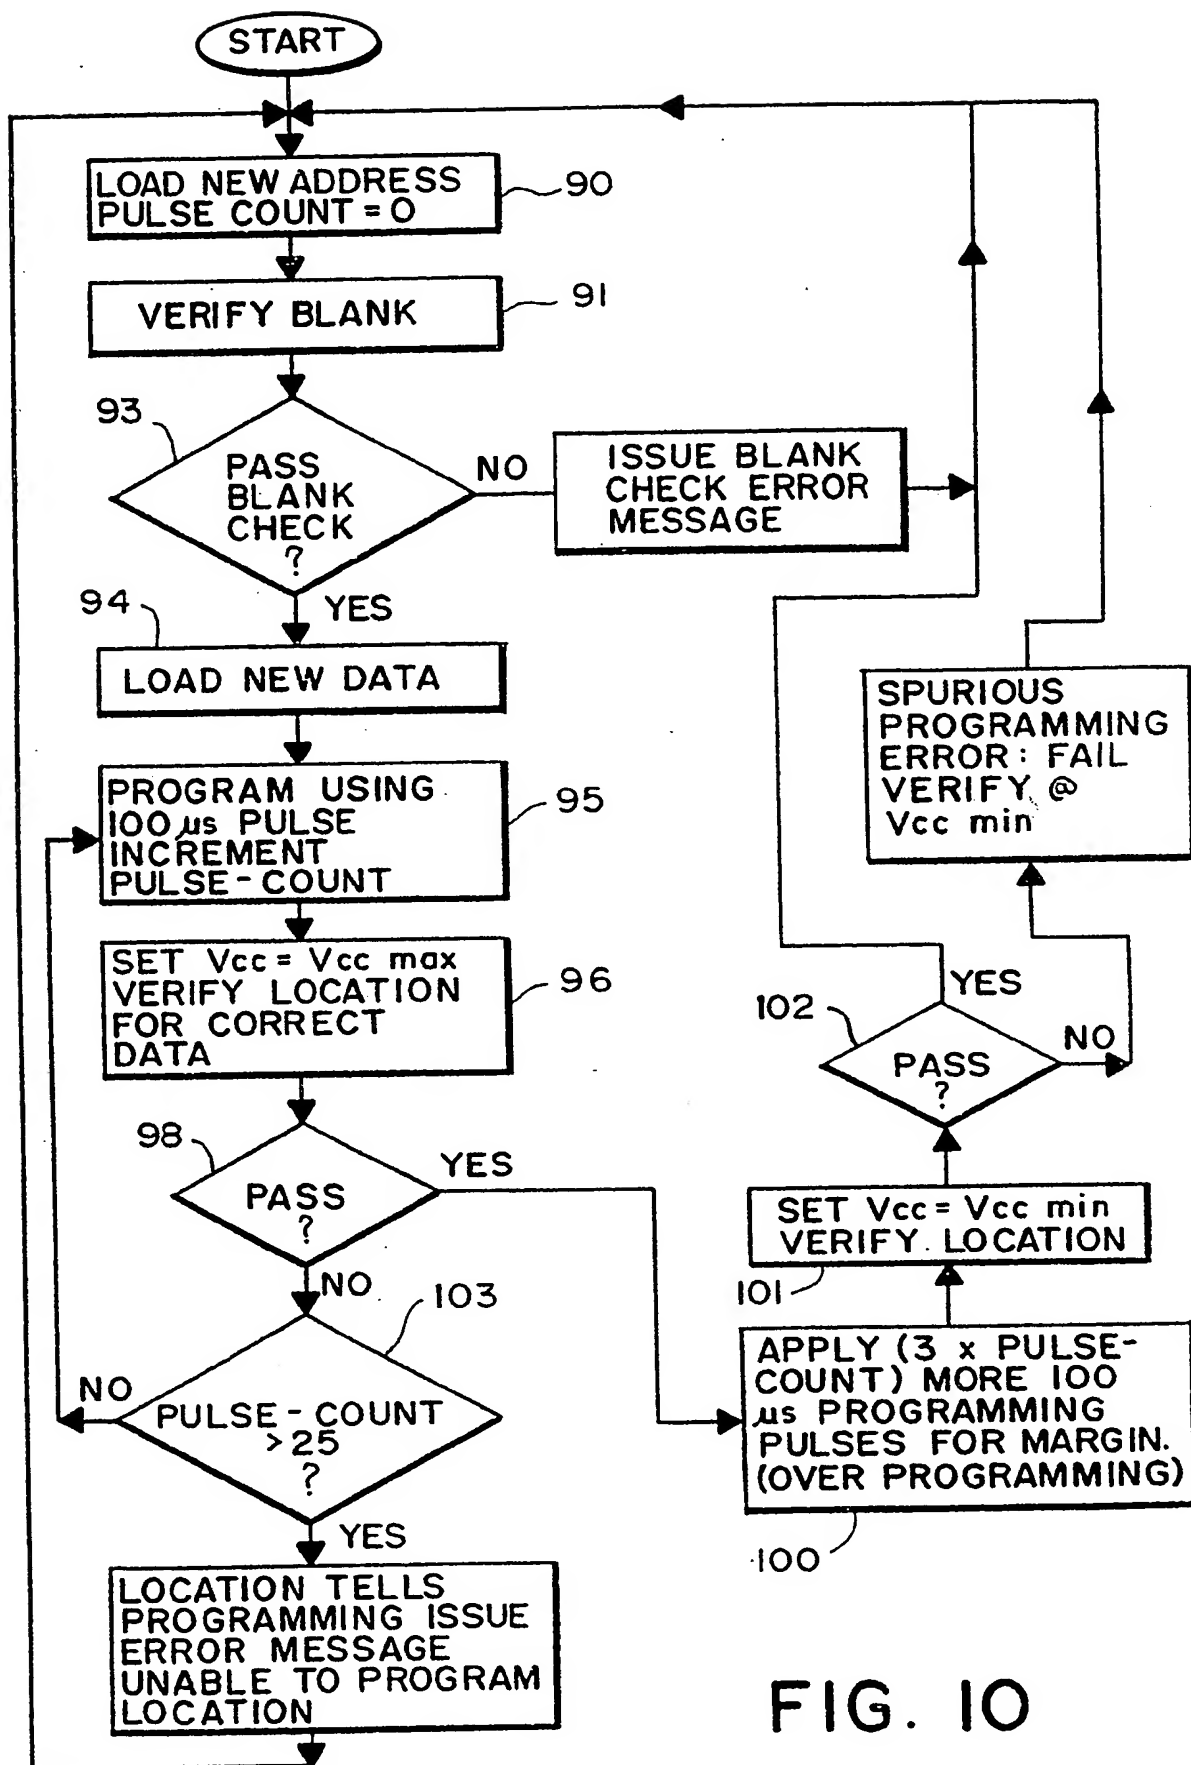 START
LOAD NEW ADDRESS
PULSE COUNT = 0
90
VERIFY BLANK
91
93
PASS
BLANK
CHECK
?
NO
ISSUE BLANK
CHECK ERROR
MESSAGE
YES
94
LOAD NEW DATA
PROGRAM USING
100 µs PULSE
INCREMENT
PULSE-COUNT
95
SET Vcc = Vcc max
VERIFY LOCATION
FOR CORRECT
DATA
96
98
PASS
?
YES
NO
103
PULSE-COUNT
>25
?
NO
YES
LOCATION TELLS
PROGRAMMING ISSUE
ERROR MESSAGE
UNABLE TO PROGRAM
LOCATION
SPURIOUS
PROGRAMMING
ERROR: FAIL
VERIFY @
Vcc min
YES
102
PASS
?
NO
SET Vcc = Vcc min
VERIFY LOCATION
101
APPLY (3 x PULSE-
COUNT) MORE 100
µs PROGRAMMING
PULSES FOR MARGIN.
(OVER PROGRAMMING)
100
FIG. 10